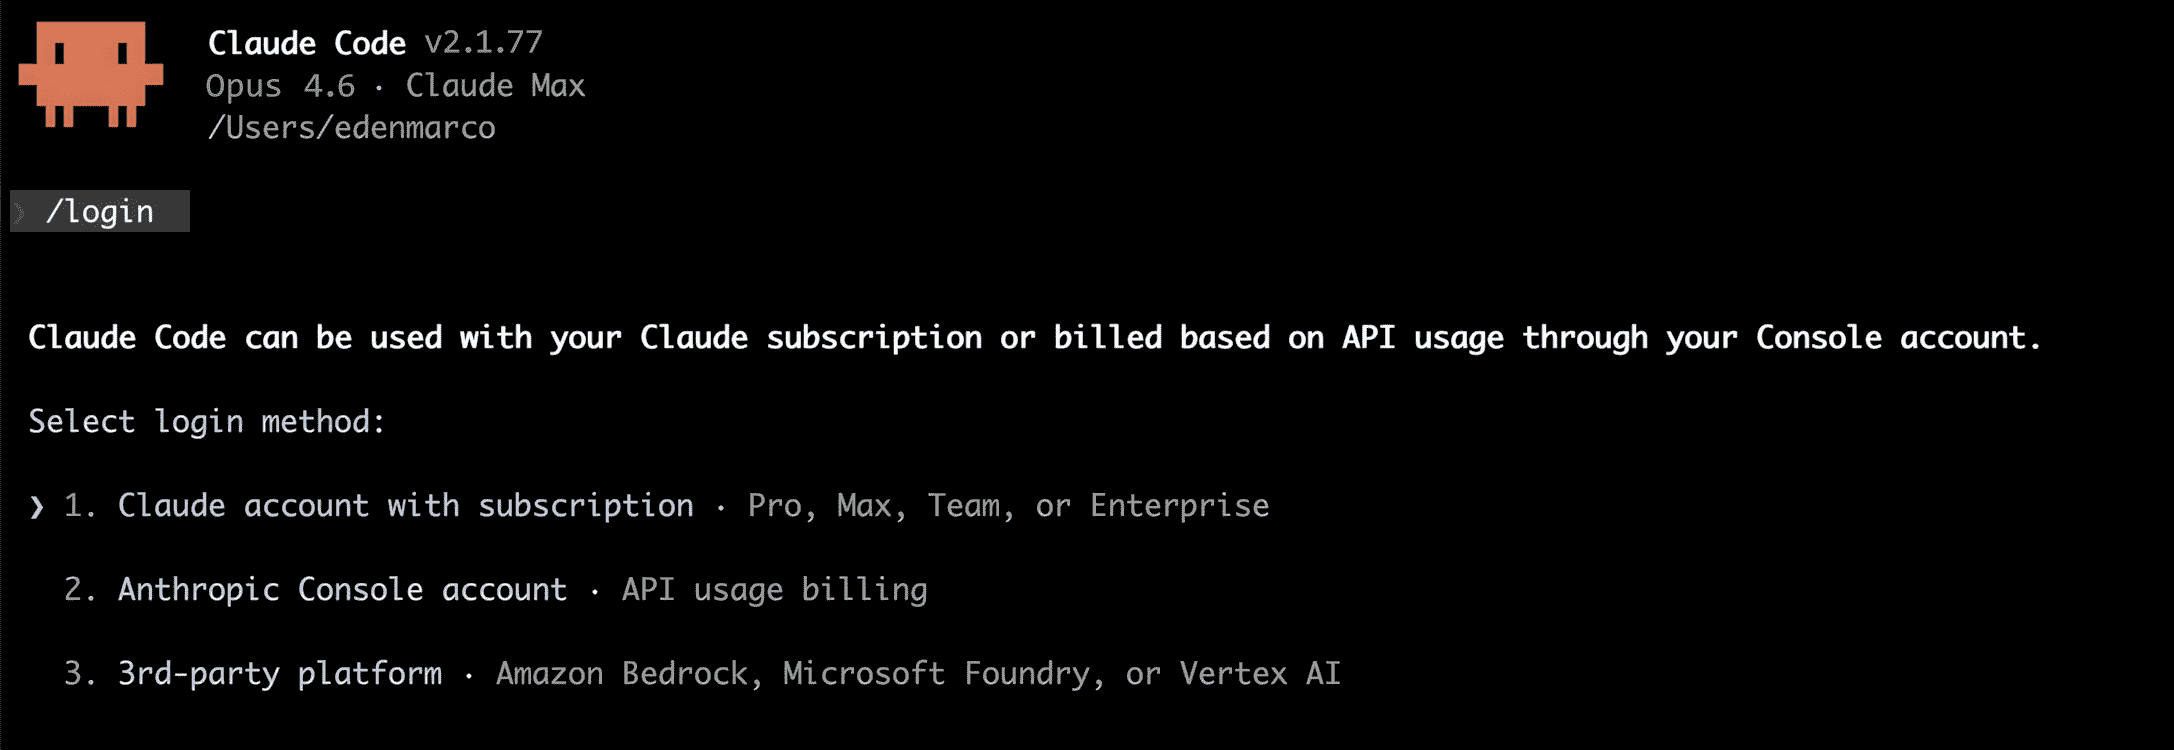 Claude Code v2.1.77
Opus 4.6 · Claude Max
/Users/edenmarco
❯ /login
Claude Code can be used with your Claude subscription or billed based on API usage through your Console account.
Select login method:
❯ 1. Claude account with subscription · Pro, Max, Team, or Enterprise
2. Anthropic Console account · API usage billing
3. 3rd-party platform · Amazon Bedrock, Microsoft Foundry, or Vertex AI